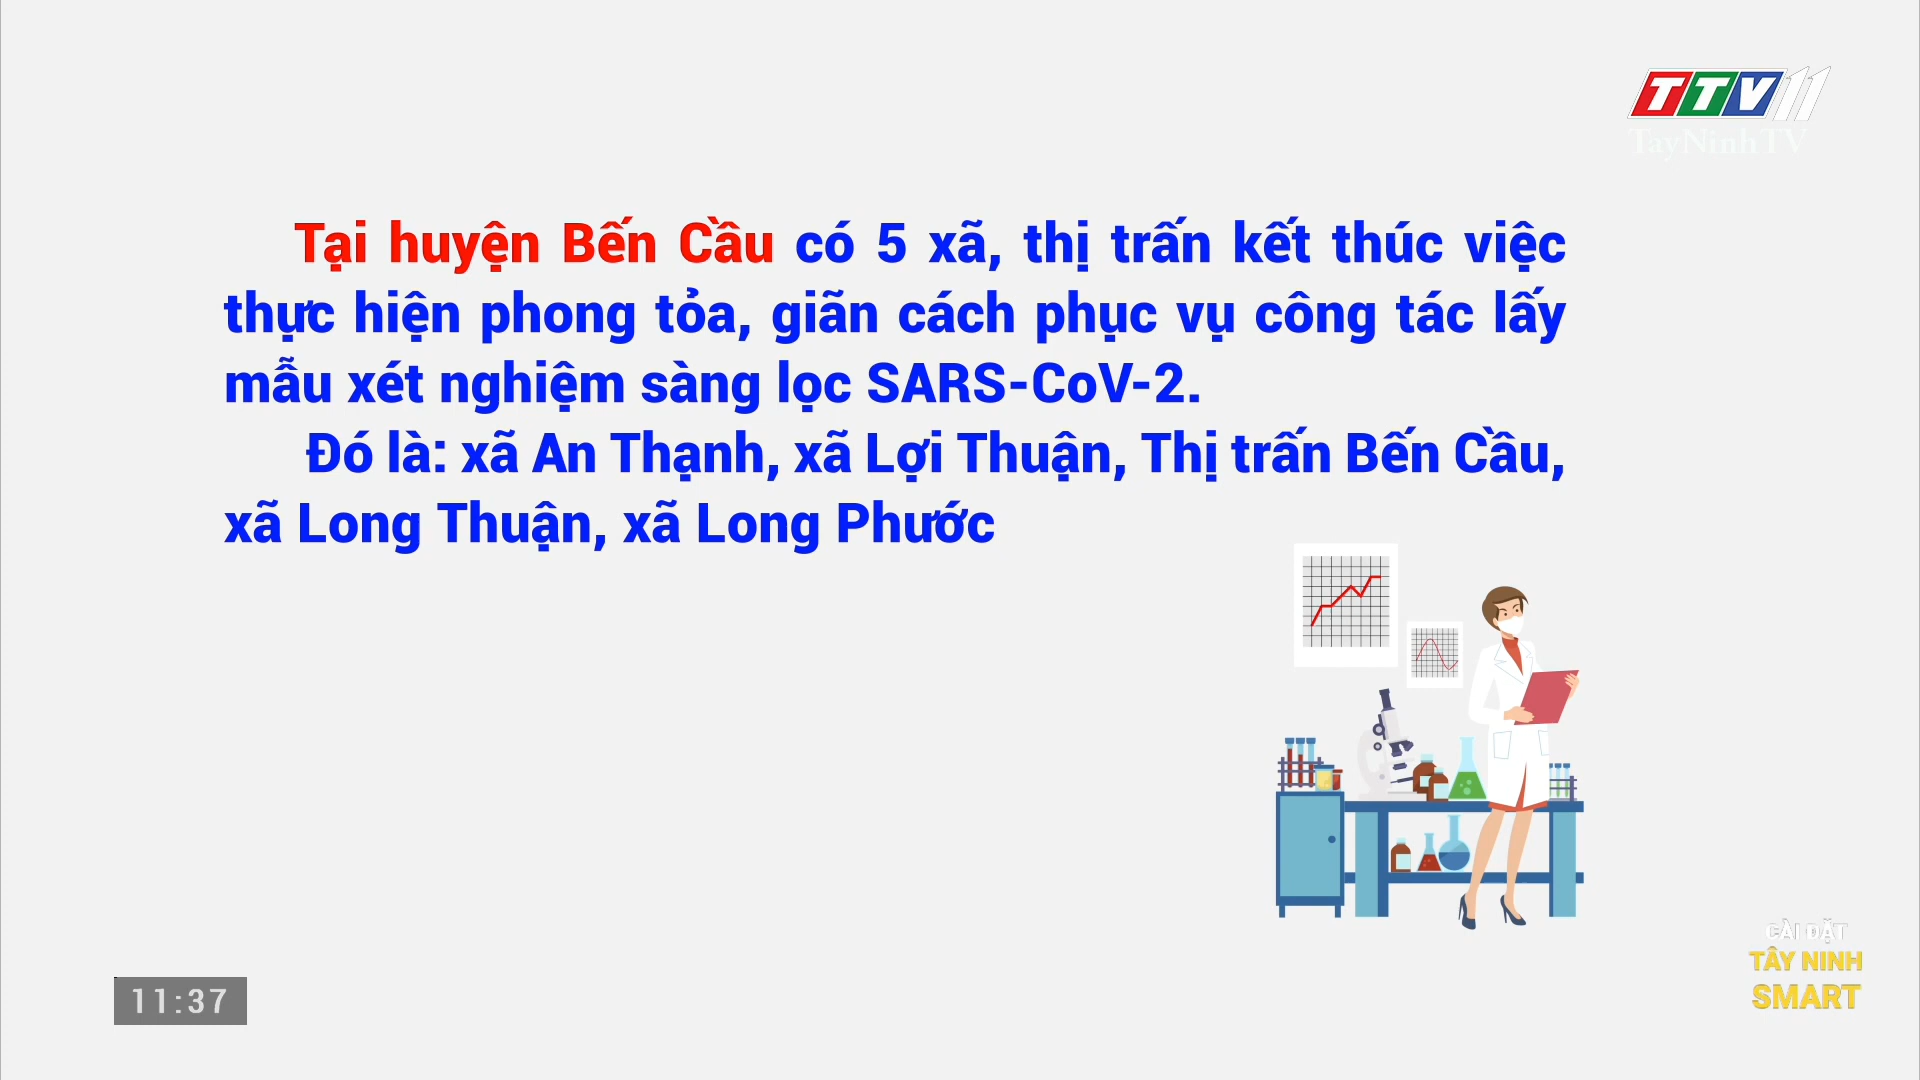 TTV11
TayNinhTV
Tại huyện Bến Cầu có 5 xã, thị trấn kết thúc việc
thực hiện phong tỏa, giãn cách phục vụ công tác lấy
mẫu xét nghiệm sàng lọc SARS-CoV-2.
Đó là: xã An Thạnh, xã Lợi Thuận, Thị trấn Bến Cầu,
xã Long Thuận, xã Long Phước
CÀI ĐẶT
TÂY NINH
SMART
11:37